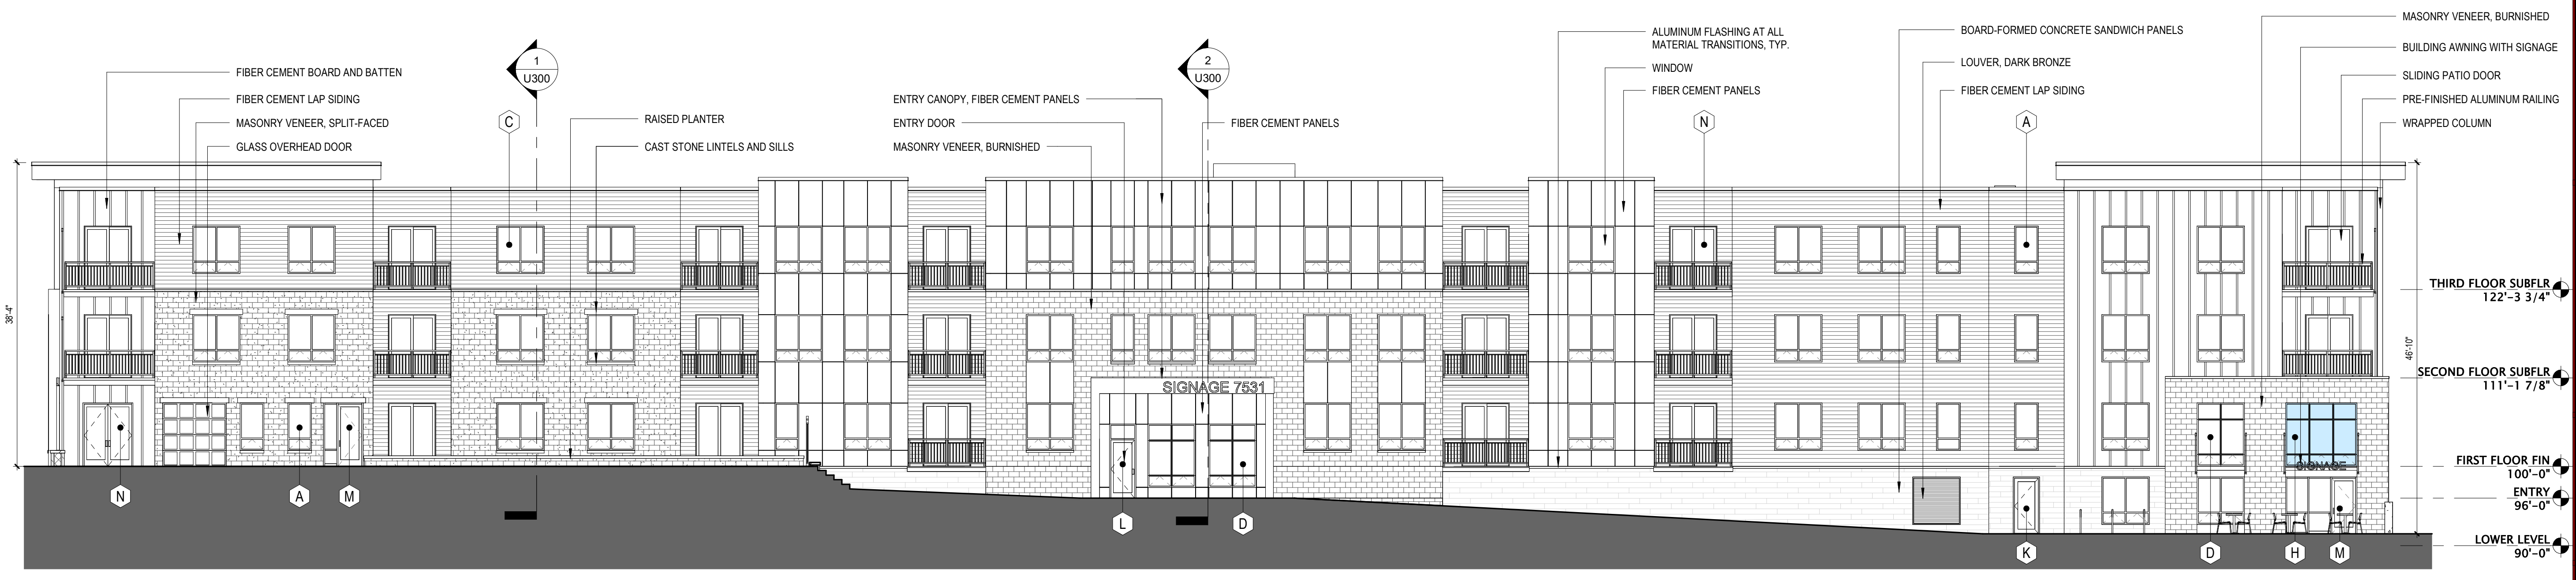 MASONRY VENEER, BURNISHED
ALUMINUM FLASHING AT ALL
MATERIAL TRANSITIONS, TYP.
BOARD-FORMED CONCRETE SANDWICH PANELS
BUILDING AWNING WITH SIGNAGE
1
U300
2
U300
WINDOW
LOUVER, DARK BRONZE
SLIDING PATIO DOOR
FIBER CEMENT BOARD AND BATTEN
FIBER CEMENT LAP SIDING
MASONRY VENEER, SPLIT-FACED
GLASS OVERHEAD DOOR
C
RAISED PLANTER
CAST STONE LINTELS AND SILLS
ENTRY CANOPY, FIBER CEMENT PANELS
ENTRY DOOR
MASONRY VENEER, BURNISHED
FIBER CEMENT PANELS
FIBER CEMENT PANELS
N
FIBER CEMENT LAP SIDING
A
PRE-FINISHED ALUMINUM RAILING
WRAPPED COLUMN
38'-4"
46'-10"
THIRD FLOOR SUBFLR
122'-3 3/4"
SECOND FLOOR SUBFLR
111'-1 7/8"
SIGNAGE 7531
SIGNAGE
FIRST FLOOR FIN
100'-0"
ENTRY
96'-0"
LOWER LEVEL
90'-0"
N
A
M
L
D
K
D
H
M